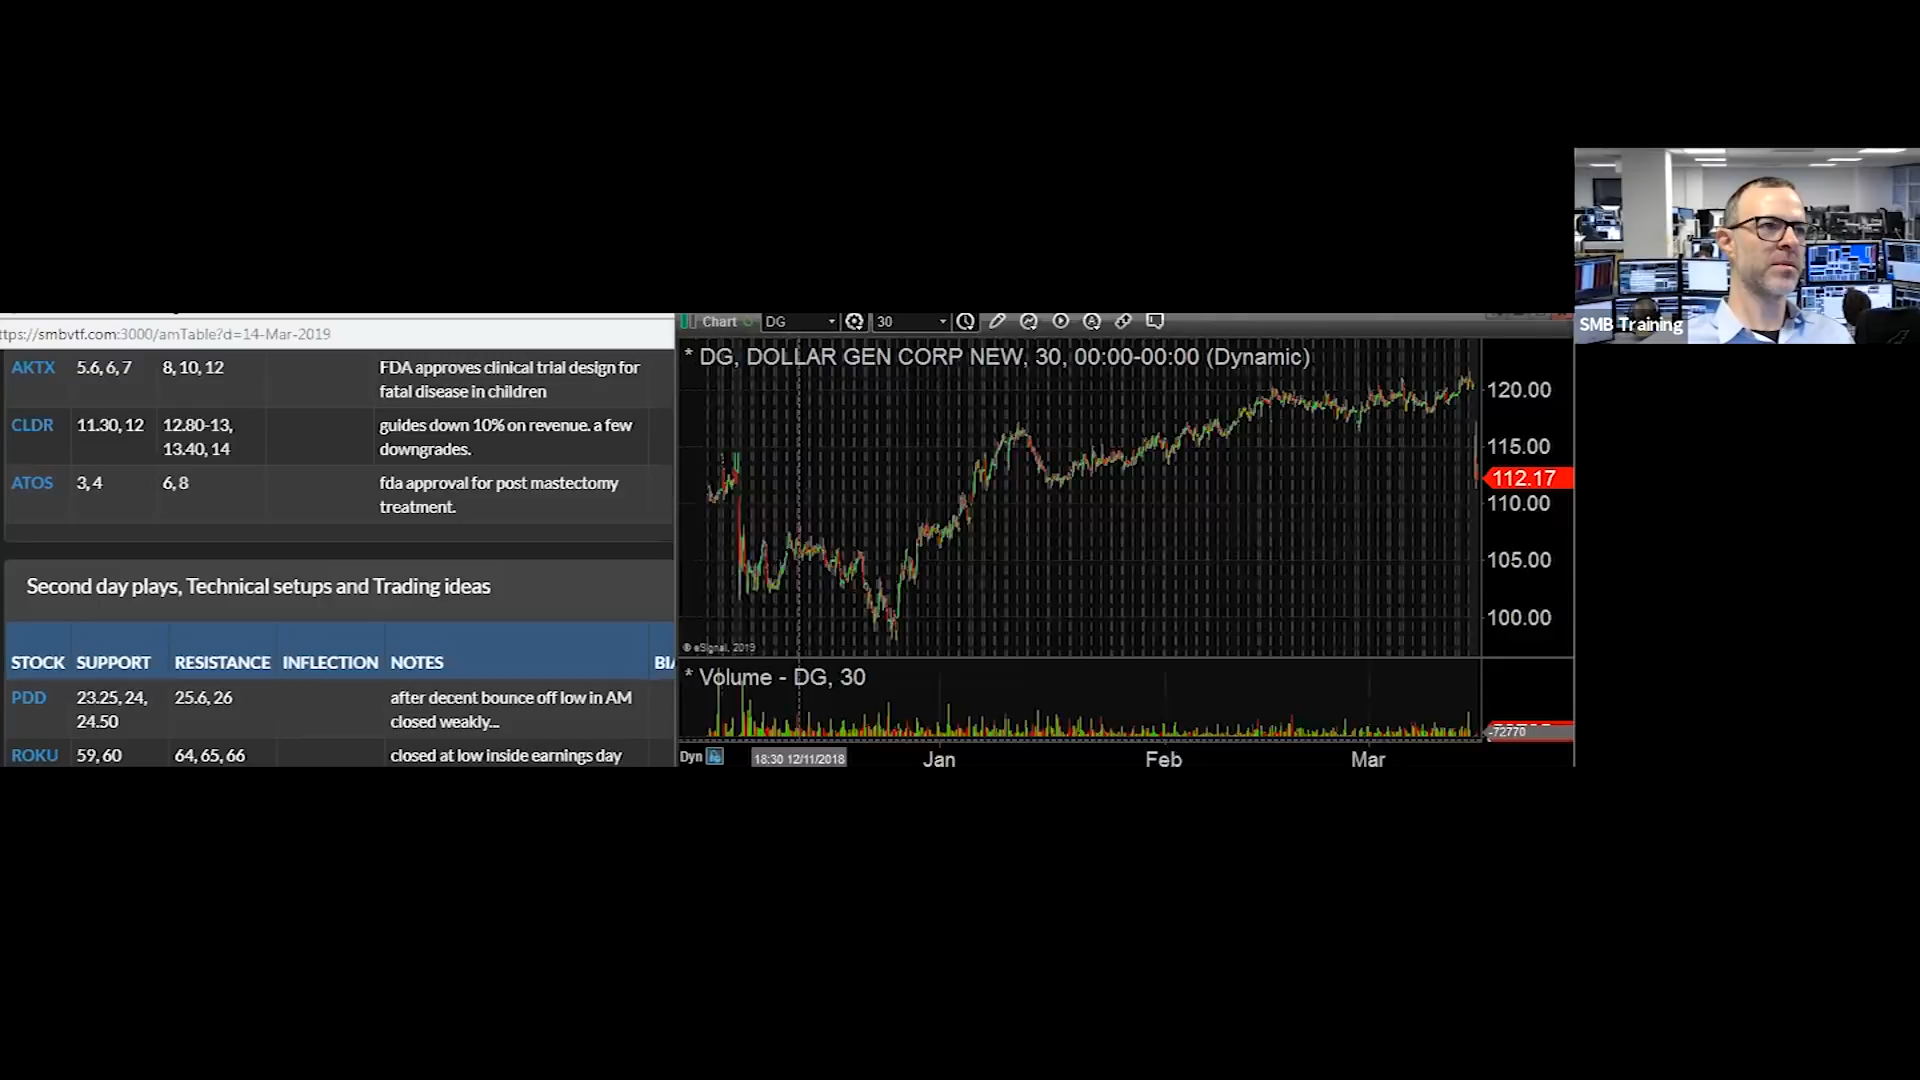 ttps://smbvtf.com:3000/amTable?d=14-Mar-2019
AKTX 5.6, 6, 7 8, 10, 12 FDA approves clinical trial design for
fatal disease in children
CLDR 11.30, 12 12.80-13, guides down 10% on revenue. a few
13.40, 14 downgrades.
ATOS 3, 4 6, 8 fda approval for post mastectomy
treatment.
Second day plays, Technical setups and Trading ideas
STOCK SUPPORT RESISTANCE INFLECTION NOTES
PDD 23.25, 24, 25.6, 26 after decent bounce off low in AM
24.50 closed weakly...
ROKU 59, 60 64, 65, 66 closed at low inside earnings day
Chart DG 30
* DG, DOLLAR GEN CORP NEW, 30, 00:00-00:00 (Dynamic)
120.00
115.00
112.17
110.00
105.00
100.00
© eSignal, 2019
* Volume - DG, 30
-72770
Dyn 18:30 12/11/2018 Jan Feb Mar
SMB Training